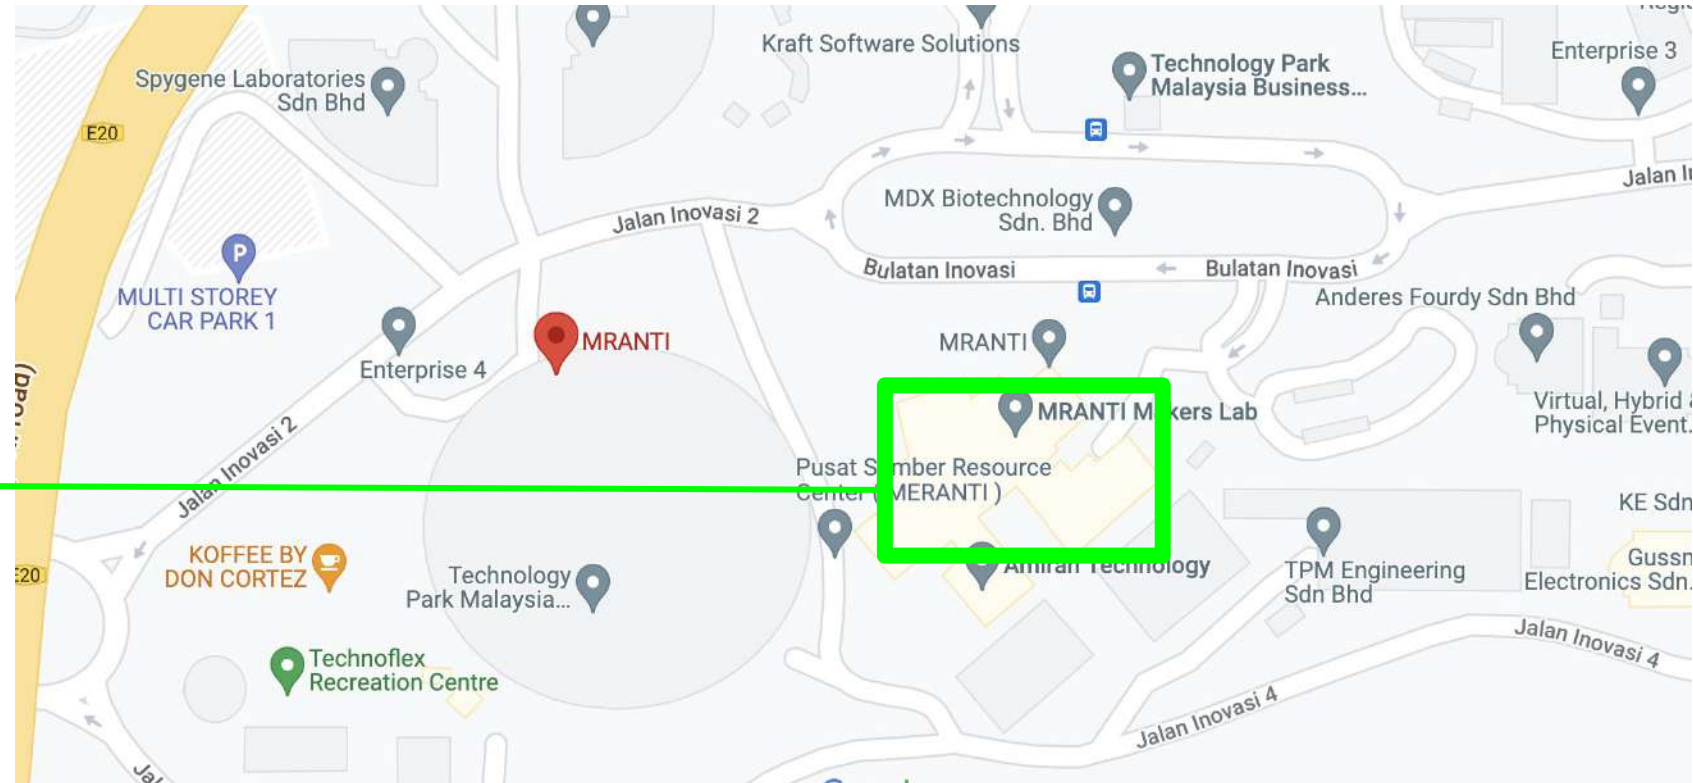 Kraft Software Solutions
Enterprise 3
Technology Park
Malaysia Business...
Spygene Laboratories
Sdn Bhd
E20
P
Jalan
MDX Biotechnology
Sdn. Bhd
Jalan Inovasi 2
Bulatan Inovasi
Bulatan Inovasi
MULTI STOREY
CAR PARK 1
Anderes Fourdy Sdn Bhd
MRANTI
MRANTI
Enterprise 4
Virtual, Hybrid &
Physical Event.
MRANTI M kers Lab
Jalan Inovasi 2
Pusat S mber Resource
Center ( MERANTI )
KE Sdn
KOFFEE BY
DON CORTEZ
Technology
Park Malaysia...
Amiran Technology
TPM Engineering
Sdn Bhd
Gussn
Electronics Sdn.
E20
Jalan Inovasi 4
Technoflex
Recreation Centre
Jalan Inovasi 4